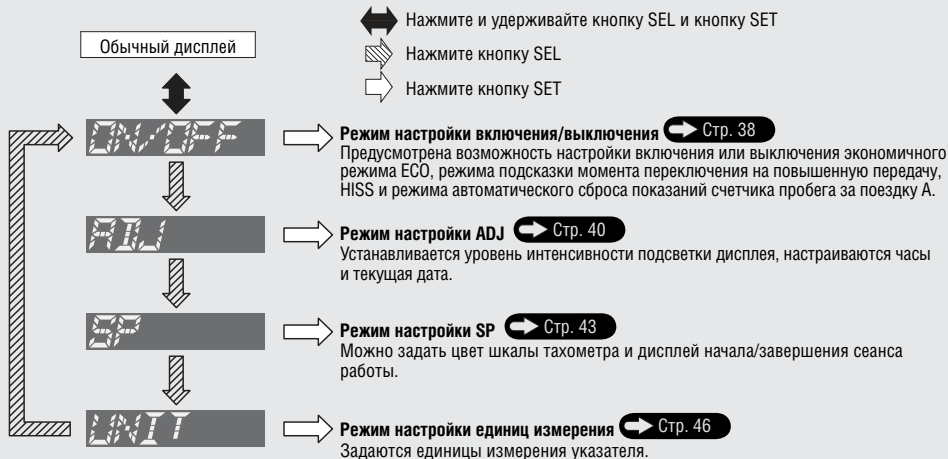 Нажмите и удерживайте кнопку SEL и кнопку SET
Обычный дисплей
Нажмите кнопку SEL
Нажмите кнопку SET
ON/OFF
Режим настройки включения/выключения Стр. 38
Предусмотрена возможность настройки включения или выключения экономичного
режима ECO, режима подсказки момента переключения на повышенную передачу,
HISS и режима автоматического сброса показаний счетчика пробега за поездку A.
ADJ
Режим настройки ADJ Стр. 40
Устанавливается уровень интенсивности подсветки дисплея, настраиваются часы
и текущая дата.
SP
Режим настройки SP Стр. 43
Можно задать цвет шкалы тахометра и дисплей начала/завершения сеанса
работы.
UNIT
Режим настройки единиц измерения Стр. 46
Задаются единицы измерения указателя.